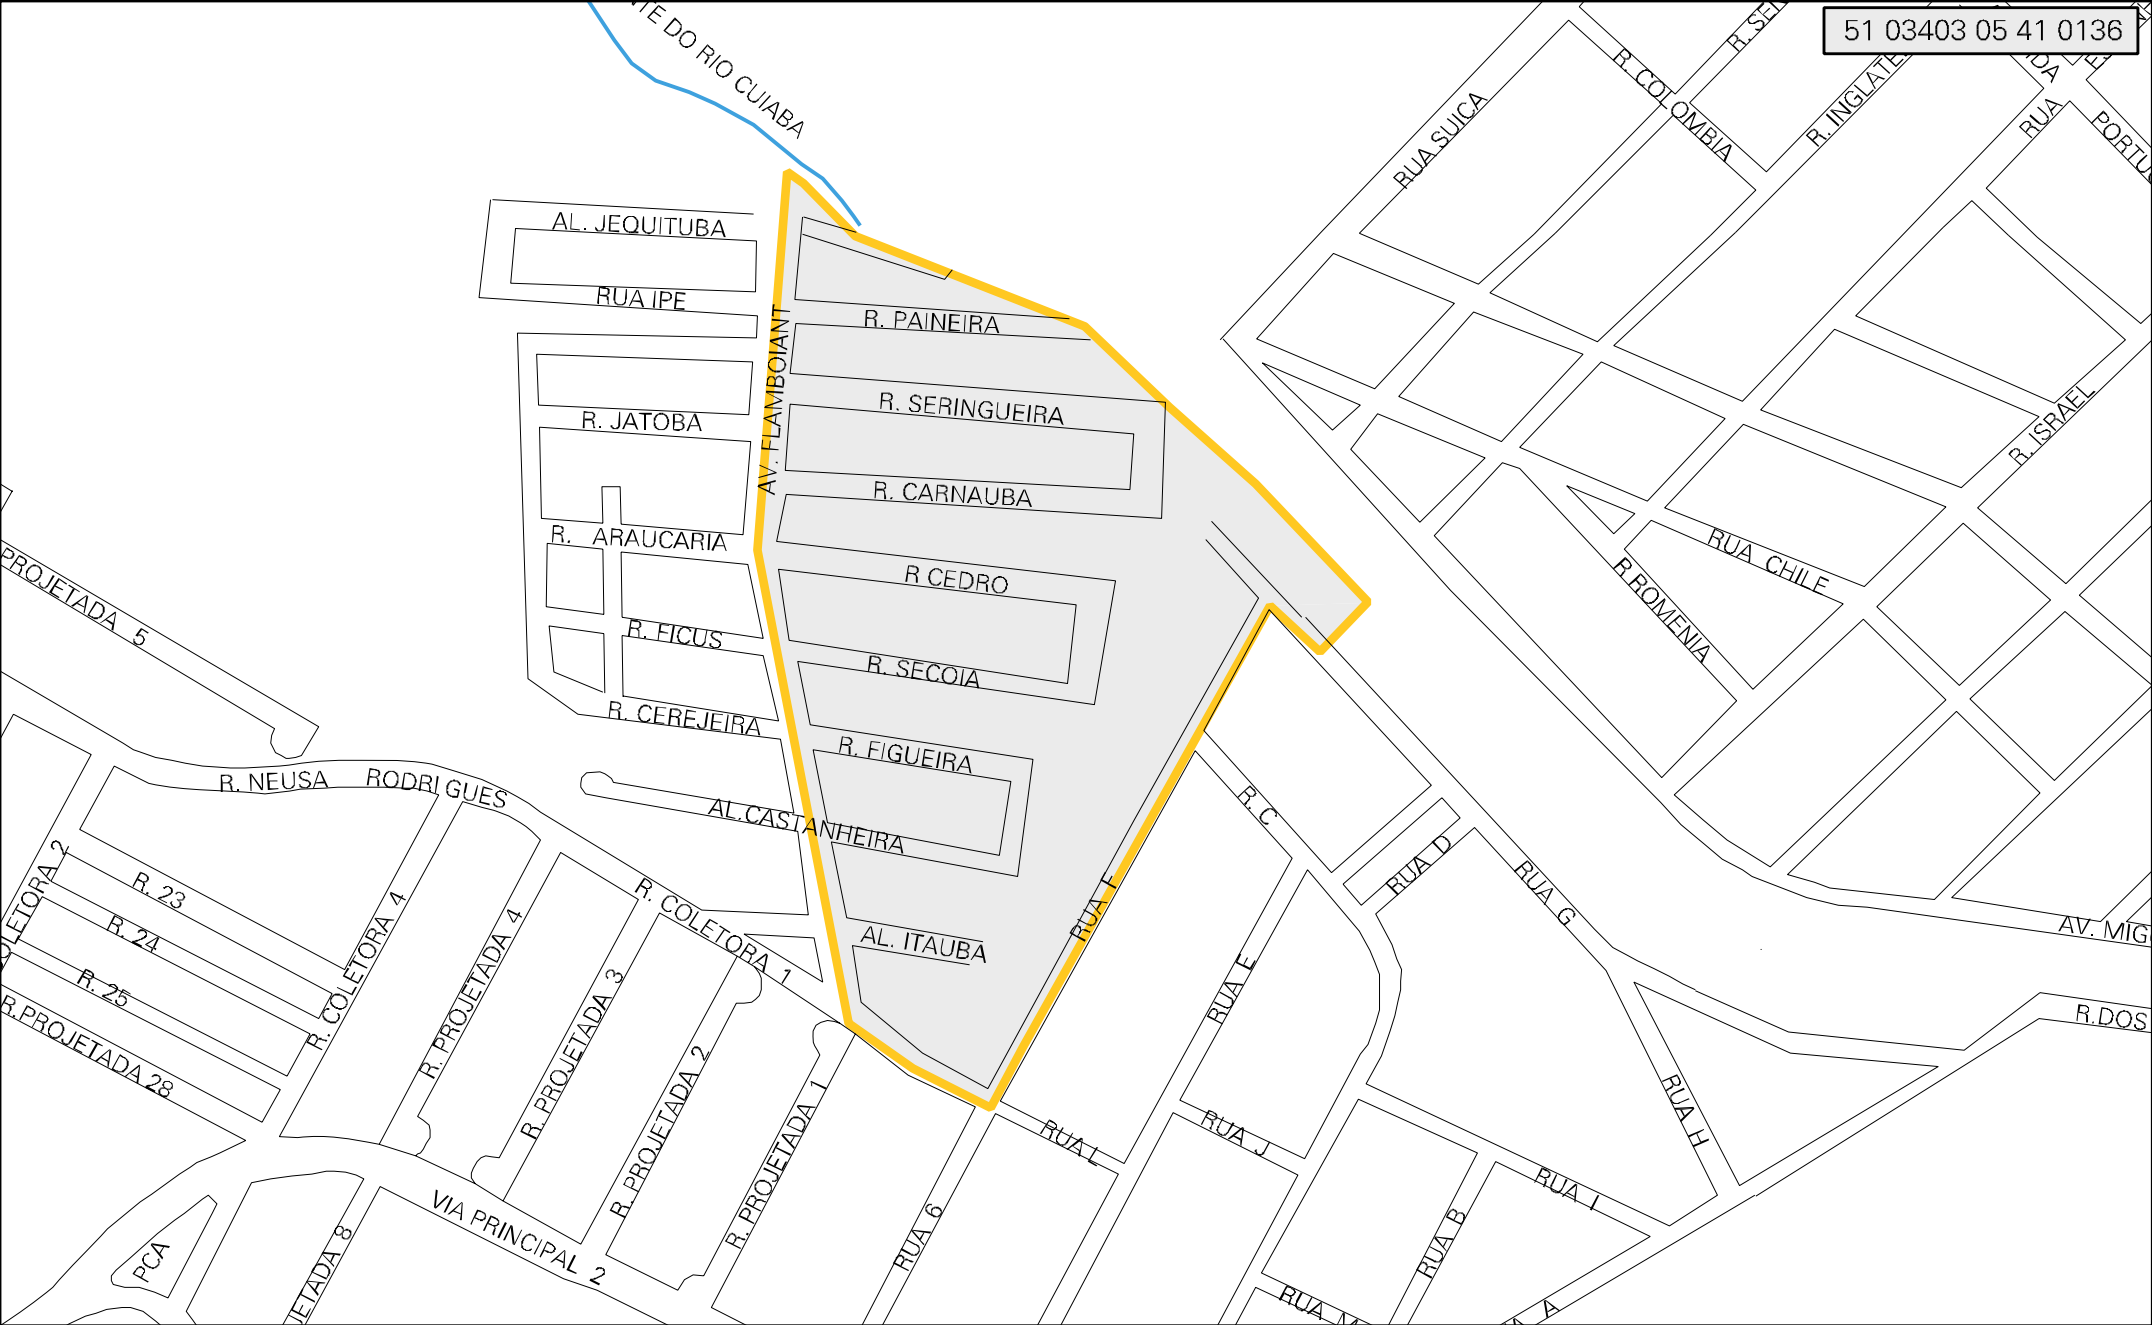 51 03403 05 41 0136
DO RIO CUIABA
R. COLOMBIA
RUA SUICA
RUA
AL. JEQUITUBA
RUA IPE
R. PAINEIRA
AV. FLAMBOIANT
R. SERINGUEIRA
R. JATOBA
R. ISRAEL
R. CARNAUBA
R. ARAUCARIA
RUA CHILE
R CEDRO
R ROMENIA
PROJETADA 5
R. FICUS
R. SECOIA
R. CEREJEIRA
R. FIGUEIRA
R. NEUSA RODRIGUES
AL. CASTANHEIRA
R. C
RUA D
RUA G
R. 23
R. 24
R. 25
R. COLETORA 4
R. PROJETADA 4
R. COLETORA 1
RUA F
AL. ITAUBA
RUA E
R. PROJETADA 3
R. PROJETADA 28
R. PROJETADA 2
R. PROJETADA 1
R.DOS
RUA L
RUA J
RUA H
RUA I
VIA PRINCIPAL 2
RUA 6
RUA B
PCA
RUA
A